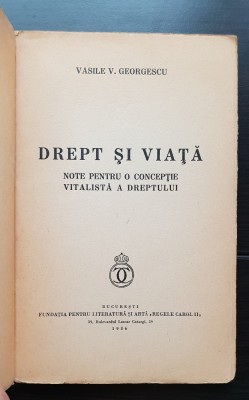 VASILE V. GEORGESCU
DREPT ŞI VIAŢĂ
NOTE PENTRU O CONCEPŢIE
VITALISTĂ A DREPTULUI
BUCUREŞTI
FUNDAŢIA PENTRU LITERATURĂ ŞI ARTĂ „REGELE CAROL II„
39, Bulevardul Lascar Catargi, 39
1936